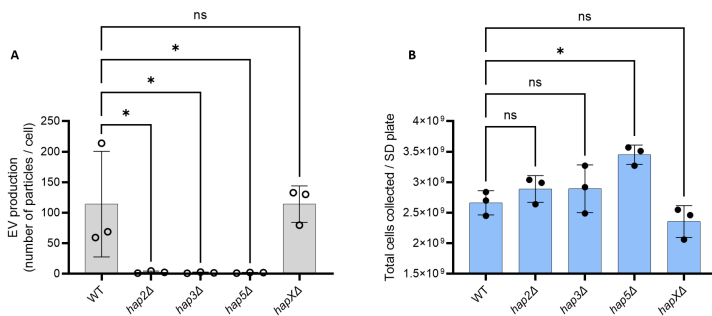 A
ns
*
*
*
EV production
(number of particles / cell)
250
200
150
100
50
0
WT
hap2Δ
hap3Δ
hap5Δ
hapXΔ
B
ns
*
ns
ns
Total cells collected / SD plate
4×10⁹
3.5×10⁹
3×10⁹
2.5×10⁹
2×10⁹
1.5×10⁹
WT
hap2Δ
hap3Δ
hap5Δ
hapXΔ